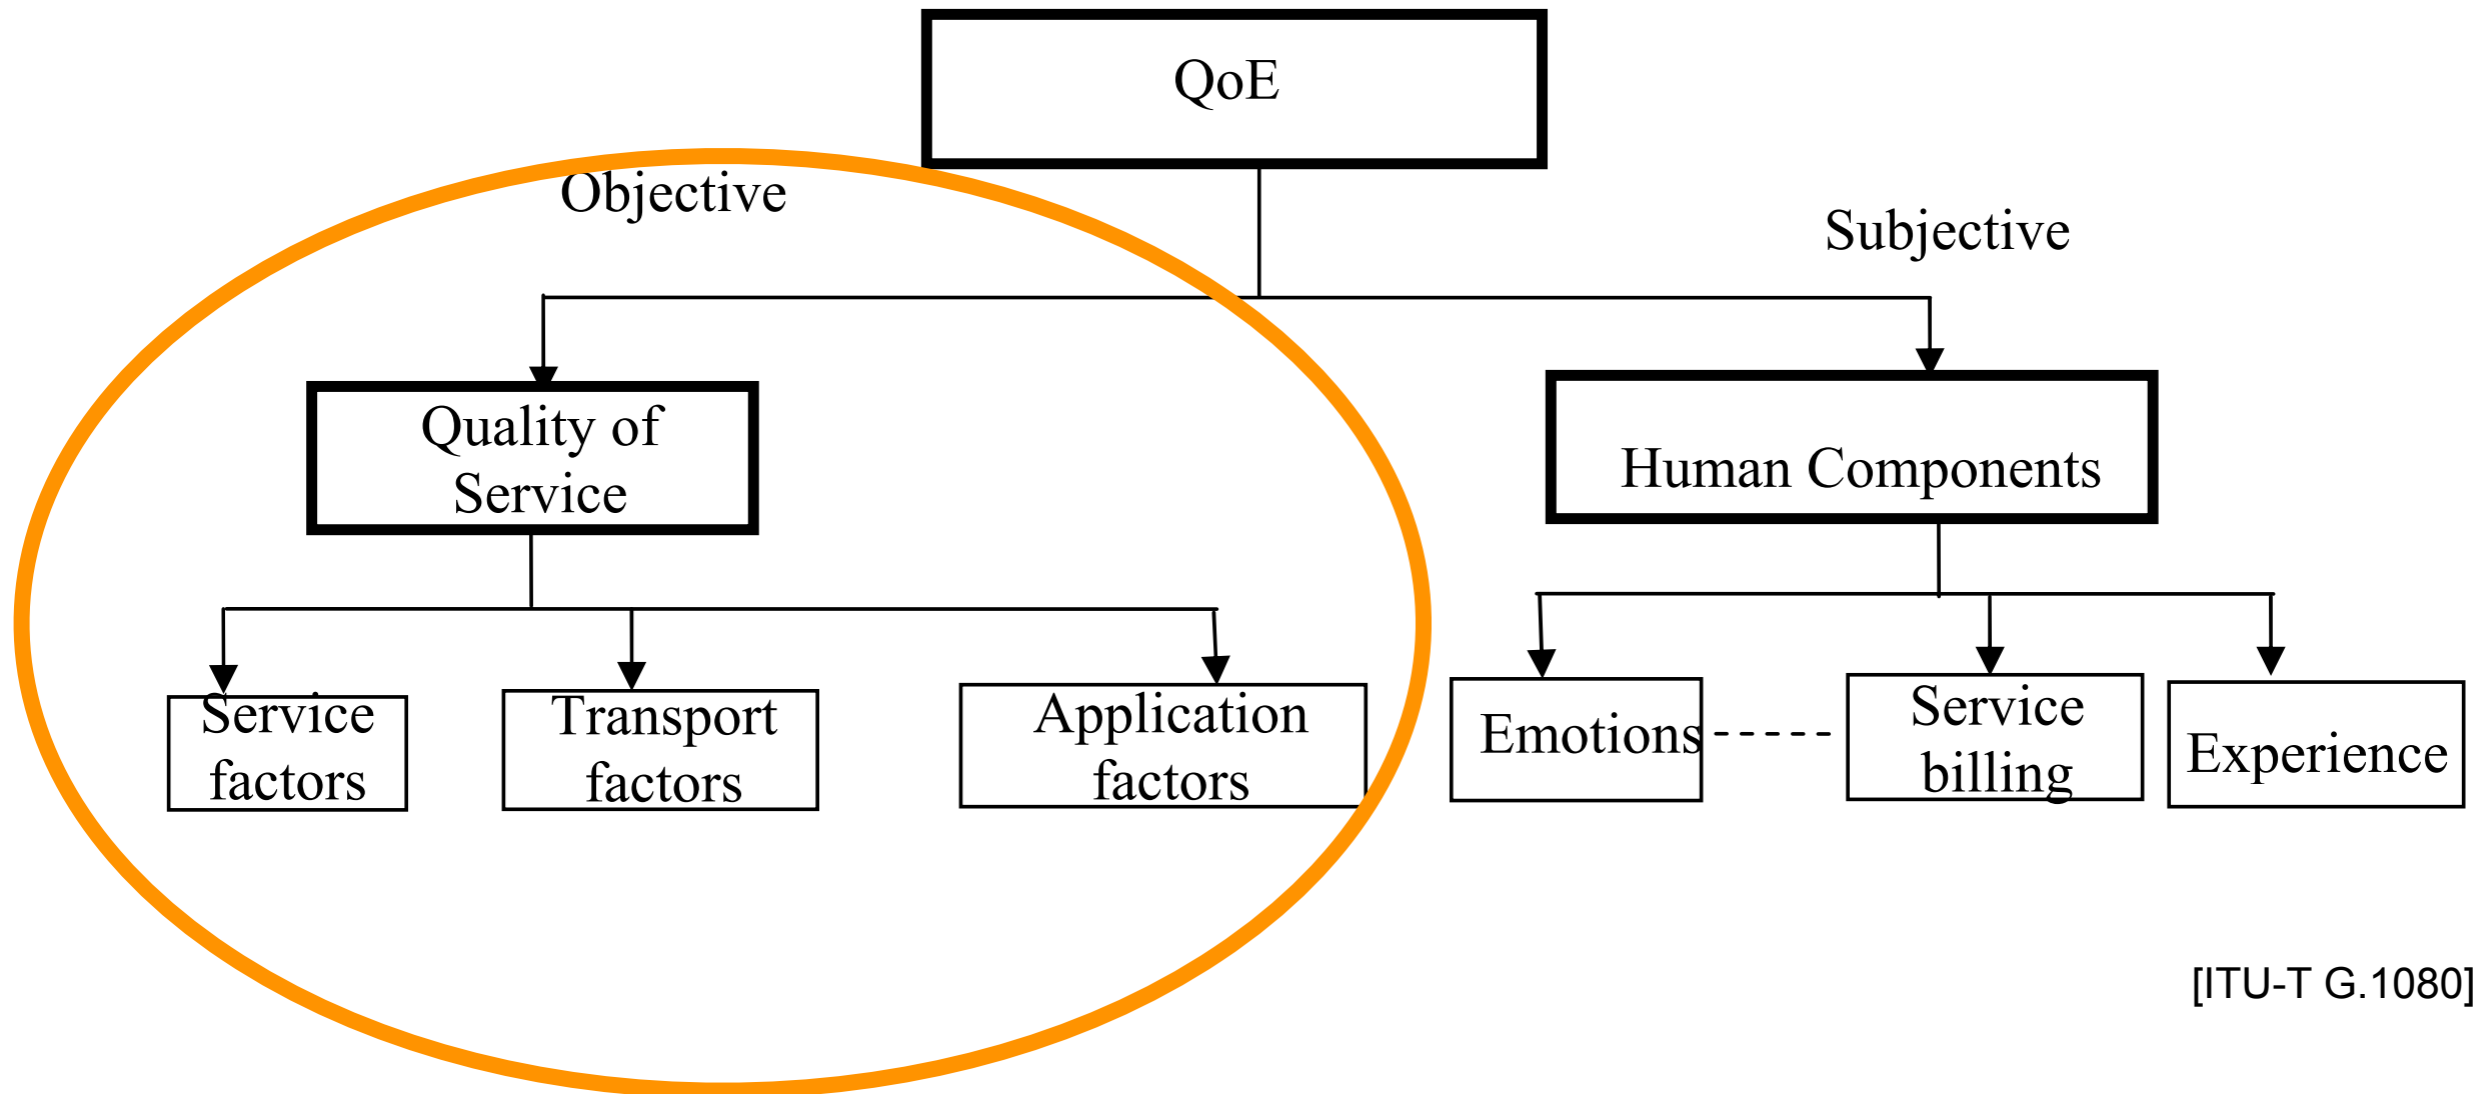 QoE
Objective
Subjective
Quality of
Service
Human Components
Service
factors
Transport
factors
Application
factors
Emotions
Service
billing
Experience
[ITU-T G.1080]